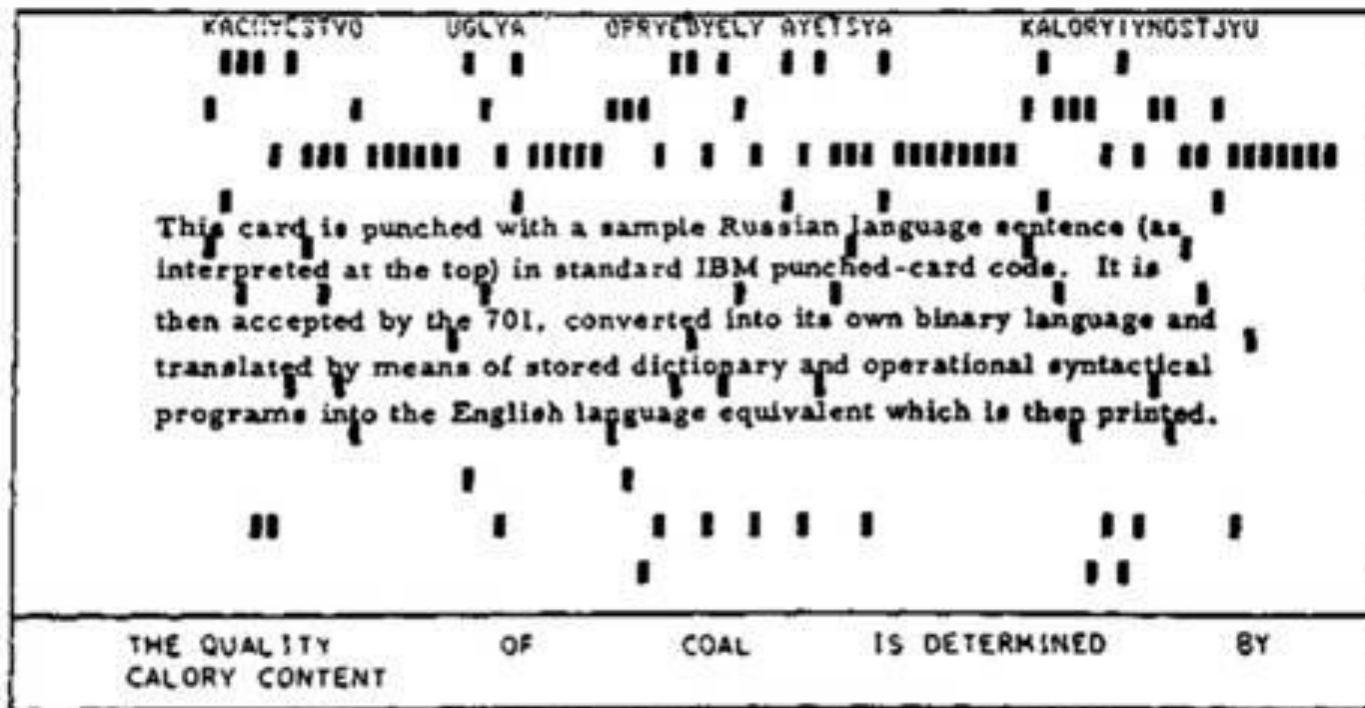 KACHYESTVO UGLYA OPRYEDYELY AYETSYA KALORYIYNOSTJYU
This card is punched with a sample Russian language sentence (as
interpreted at the top) in standard IBM punched-card code. It is
then accepted by the 701, converted into its own binary language and
translated by means of stored dictionary and operational syntactical
programs into the English language equivalent which is then printed.
THE QUALITY OF COAL IS DETERMINED BY
CALORY CONTENT